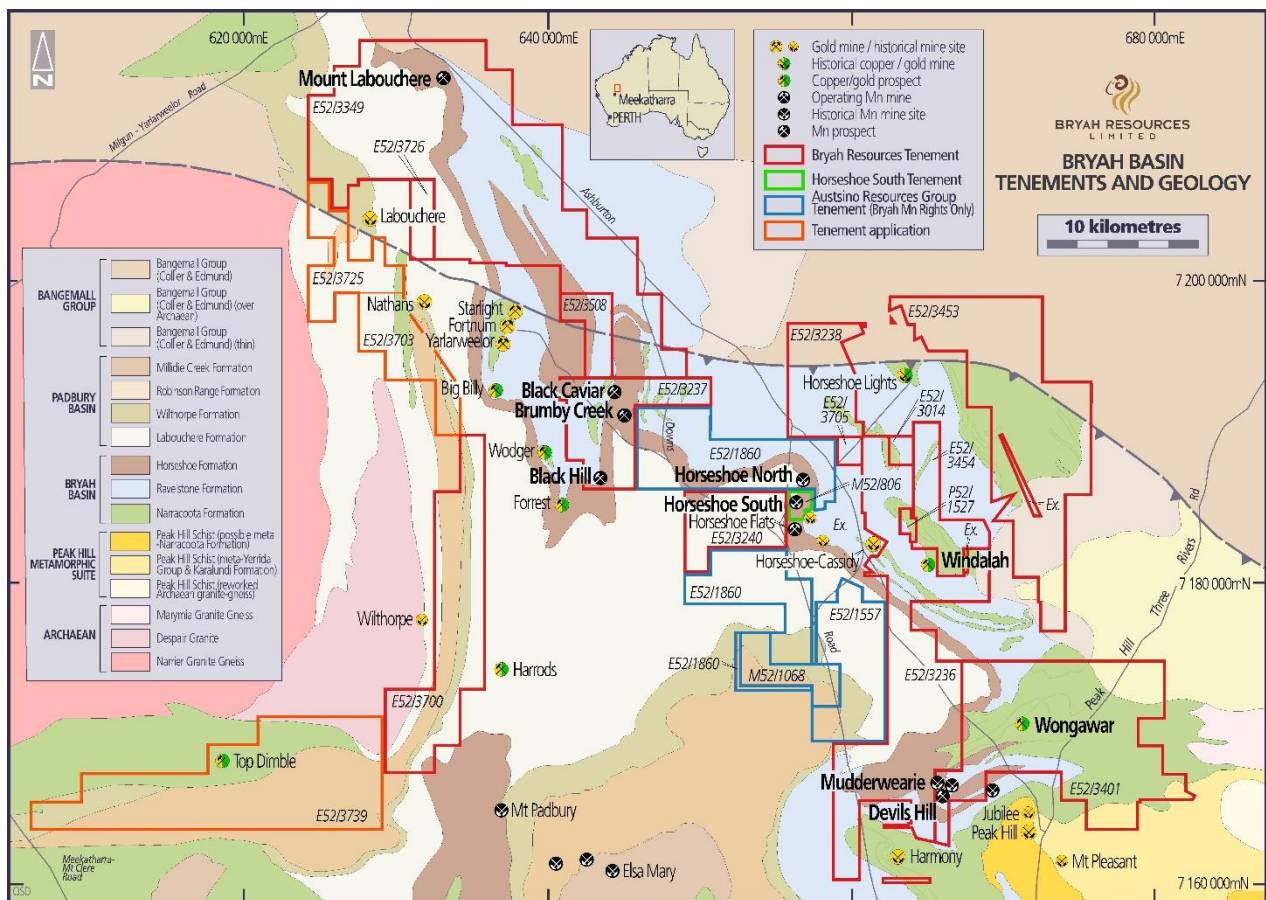 620 000mE
640 000mE
680 000mE
N
Milgun - Yarlarweelor Road
Mount Labouchere
E52/3349
E52/3726
Labouchere
E52/3725
Nathans
E52/3703
Starlight
Fortnum
Yarlarweelor
Big Billy
Ashburton
E52/3508
Black Caviar
Brumby Creek
E52/3237
Wodger
Black Hill
Forrest
Downs
E52/1860
Horseshoe North
M52/806
Horseshoe South
Horseshoe Flats
E52/3240
Ex.
Horseshoe-Cassidy
E52/1860
E52/1557
Road
E52/1860
M52/1068
E52/3236
E52/3238
E52/3453
Horseshoe Lights
E52/
3705
E52/
3014
E52/
3454
P52/
1527
Ex.
Ex.
Windalah
7 200 000mN
7 180 000mN
7 160 000mN
Rd
Rivers
Three
Hill
Peak
Wongawar
Mudderwearie
Devils Hill
E52/3401
Jubilee
Peak Hill
Mt Pleasant
Harmony
Wilthorpe
Harrods
E52/3700
Top Dimble
E52/3739
Mt Padbury
Elsa Mary
Meekatharra-
Mt Clere
Road
OSD
Meekatharra
PERTH
Gold mine / historical mine site
Historical copper / gold mine
Copper/gold prospect
Operating Mn mine
Historical Mn mine site
Mn prospect
Bryah Resources Tenement
Horseshoe South Tenement
Austsino Resources Group
Tenement (Bryah Mn Rights Only)
Tenement application
BRYAH RESOURCES
LIMITED
BRYAH BASIN
TENEMENTS AND GEOLOGY
10 kilometres
BANGEMALL
GROUP
Bangemall Group
(Collier & Edmund)
Bangemall Group
(Collier & Edmund) (over
Archaean)
Bangemall Group
(Collier & Edmund) (thin)
PADBURY
BASIN
Millidie Creek Formation
Robinson Range Formation
Wilthorpe Formation
Labouchere Formation
BRYAH
BASIN
Horseshoe Formation
Ravelstone Formation
Narracoota Formation
PEAK HILL
METAMORPHIC
SUITE
Peak Hill Schist (possible meta
-Narracoota Formation)
Peak Hill Schist (meta-Yerrida
Group & Karalundi Formation)
Peak Hill Schist (reworked
Archaean granite-gneiss)
ARCHAEAN
Marymia Granite Gneiss
Despair Granite
Narrier Granite Gneiss